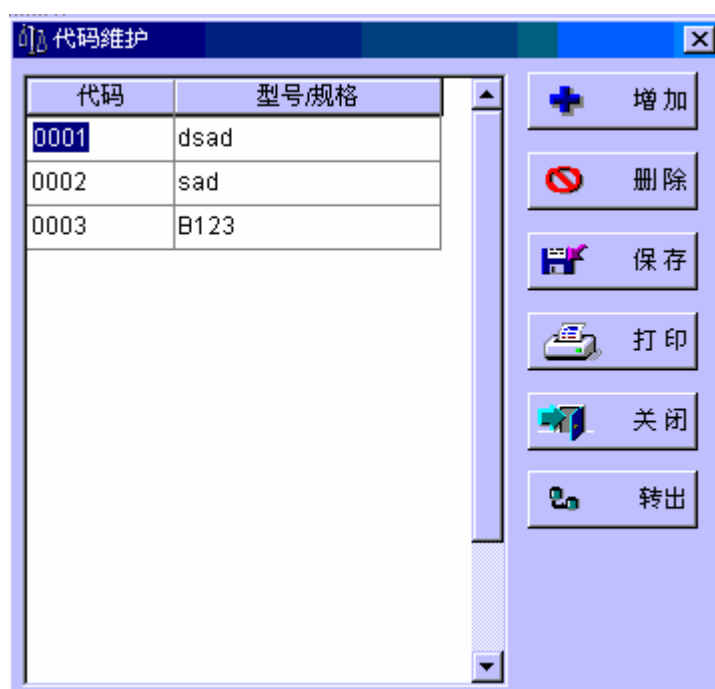 代码维护
代码 型号/规格
0001 dsad
0002 sad
0003 B123
增加
删除
保存
打印
关闭
转出